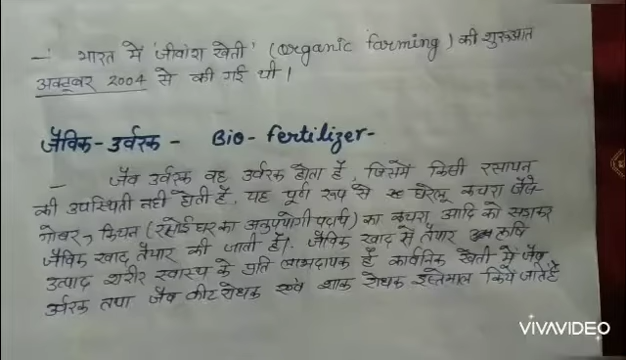 — भारत में 'जीवांश खेती' (organic farming) की शुरुआत
अक्टूबर 2004 से की गई थी।
जैविक-उर्वरक - Bio-fertilizer-
— जैव उर्वरक वह उर्वरक होता है, जिसमें किसी रसायन
की उपस्थिती नहीं होती है, यह पूर्ण रूप से घरेलू कचरा जैसे
गोबर, किचन (रसोई घर का अनुपयोगी पदार्थ) का कचरा, आदि को सड़ाकर
जैविक खाद तैयार की जाती है। जैविक खाद से तैयार कृषि
उत्पाद शरीर स्वास्थ के प्रति लाभदायक हैं कार्बनिक खेती में जैव
उर्वरक तथा जैव कीट रोधक एवं शाक रोधक इस्तेमाल किये जाते हैं
VIVAVIDEO